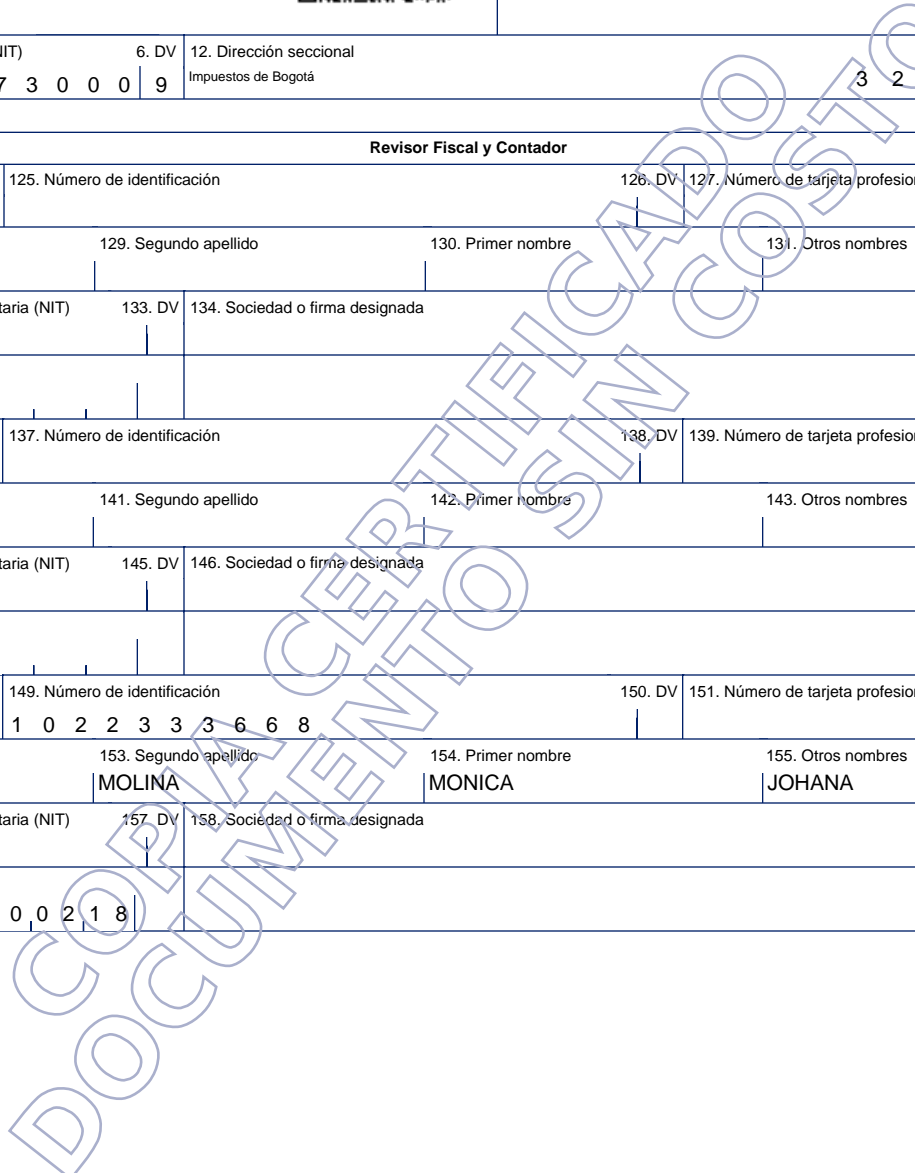 NIT) 6. DV 12. Dirección seccional
7 3 0 0 0 9 Impuestos de Bogotá 3 2
Revisor Fiscal y Contador
125. Número de identificación 126. DV 127. Número de tarjeta profesion
129. Segundo apellido 130. Primer nombre 131. Otros nombres
taria (NIT) 133. DV 134. Sociedad o firma designada
137. Número de identificación 138. DV 139. Número de tarjeta profesion
141. Segundo apellido 142. Primer nombre 143. Otros nombres
taria (NIT) 145. DV 146. Sociedad o firma designada
149. Número de identificación 150. DV 151. Número de tarjeta profesion
1 0 2 2 3 3 3 6 6 8
153. Segundo apellido 154. Primer nombre 155. Otros nombres
MOLINA MONICA JOHANA
taria (NIT) 157. DV 158. Sociedad o firma designada
0 0 2 1 8
COPIA CERTIFICADO
DOCUMENTO SIN COSTO